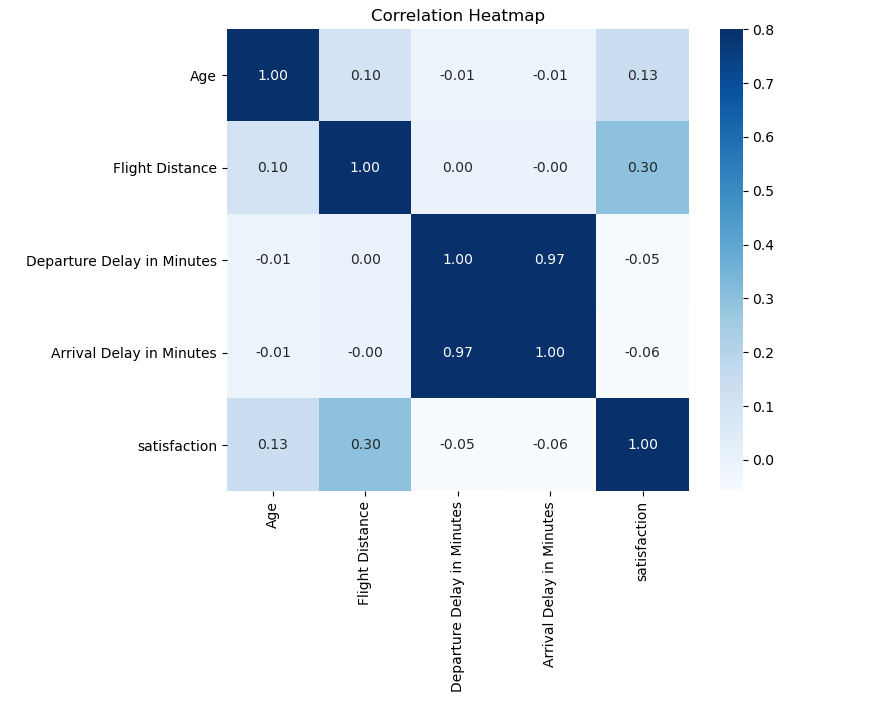 Correlation Heatmap
Age 1.00 0.10 -0.01 -0.01 0.13
Flight Distance 0.10 1.00 0.00 -0.00 0.30
Departure Delay in Minutes -0.01 0.00 1.00 0.97 -0.05
Arrival Delay in Minutes -0.01 -0.00 0.97 1.00 -0.06
satisfaction 0.13 0.30 -0.05 -0.06 1.00
Age
Flight Distance
Departure Delay in Minutes
Arrival Delay in Minutes
satisfaction
0.8
0.7
0.6
0.5
0.4
0.3
0.2
0.1
0.0